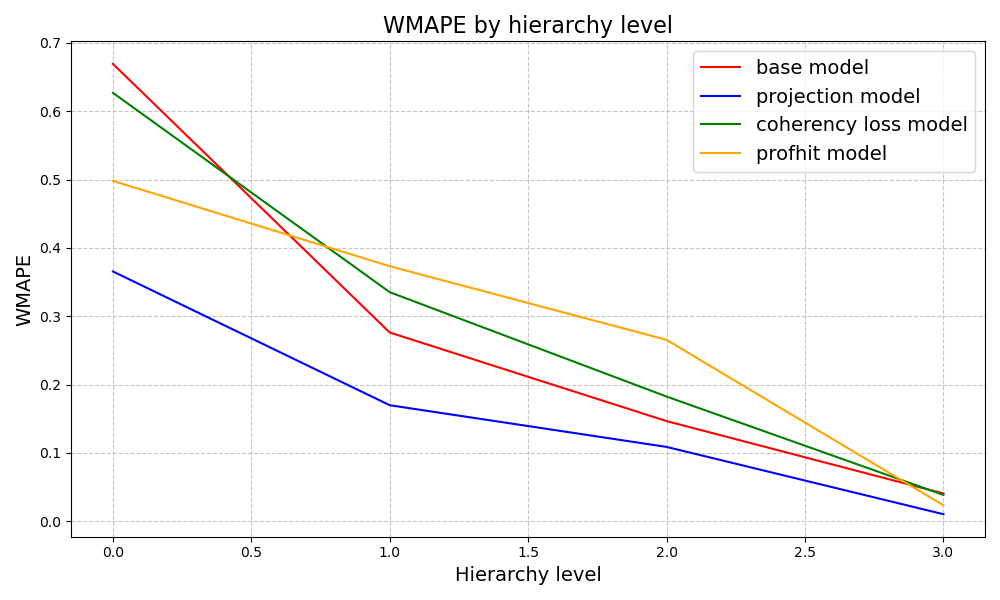 WMAPE by hierarchy level
0.7
0.6
0.5
0.4
0.3
0.2
0.1
0.0
WMAPE
base model
projection model
coherency loss model
profhit model
0.0 0.5 1.0 1.5 2.0 2.5 3.0
Hierarchy level